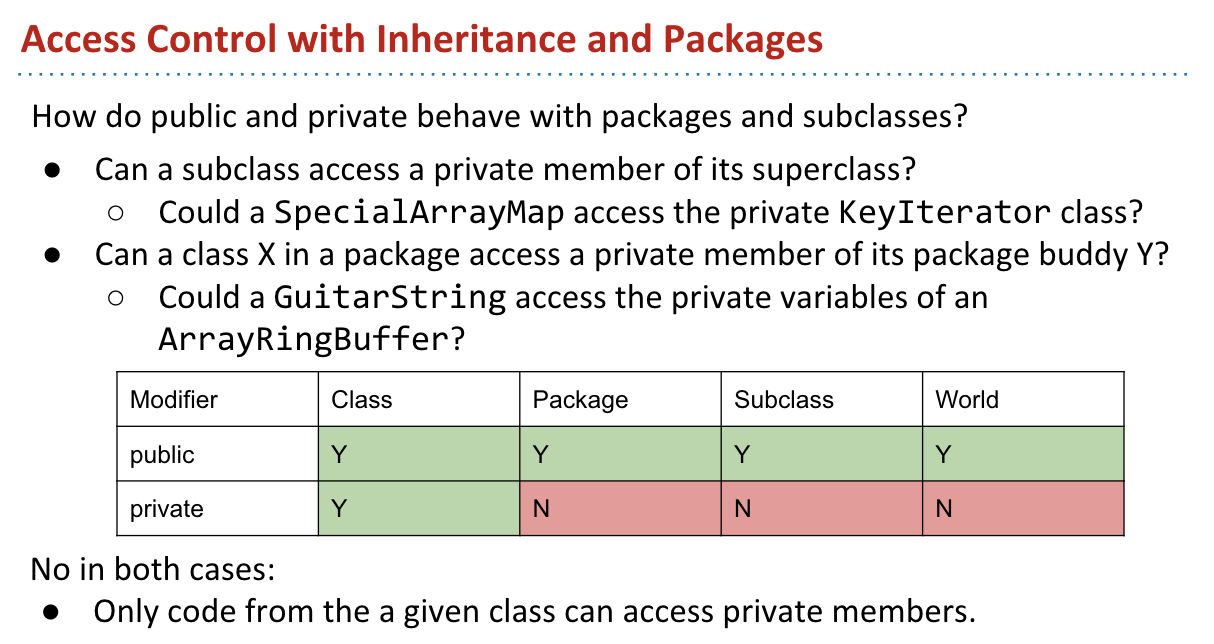 Access Control with Inheritance and Packages
How do public and private behave with packages and subclasses?
● Can a subclass access a private member of its superclass?
○ Could a SpecialArrayMap access the private KeyIterator class?
● Can a class X in a package access a private member of its package buddy Y?
○ Could a GuitarString access the private variables of an
ArrayRingBuffer?
Modifier Class Package Subclass World
public Y Y Y Y
private Y N N N
No in both cases:
● Only code from the a given class can access private members.